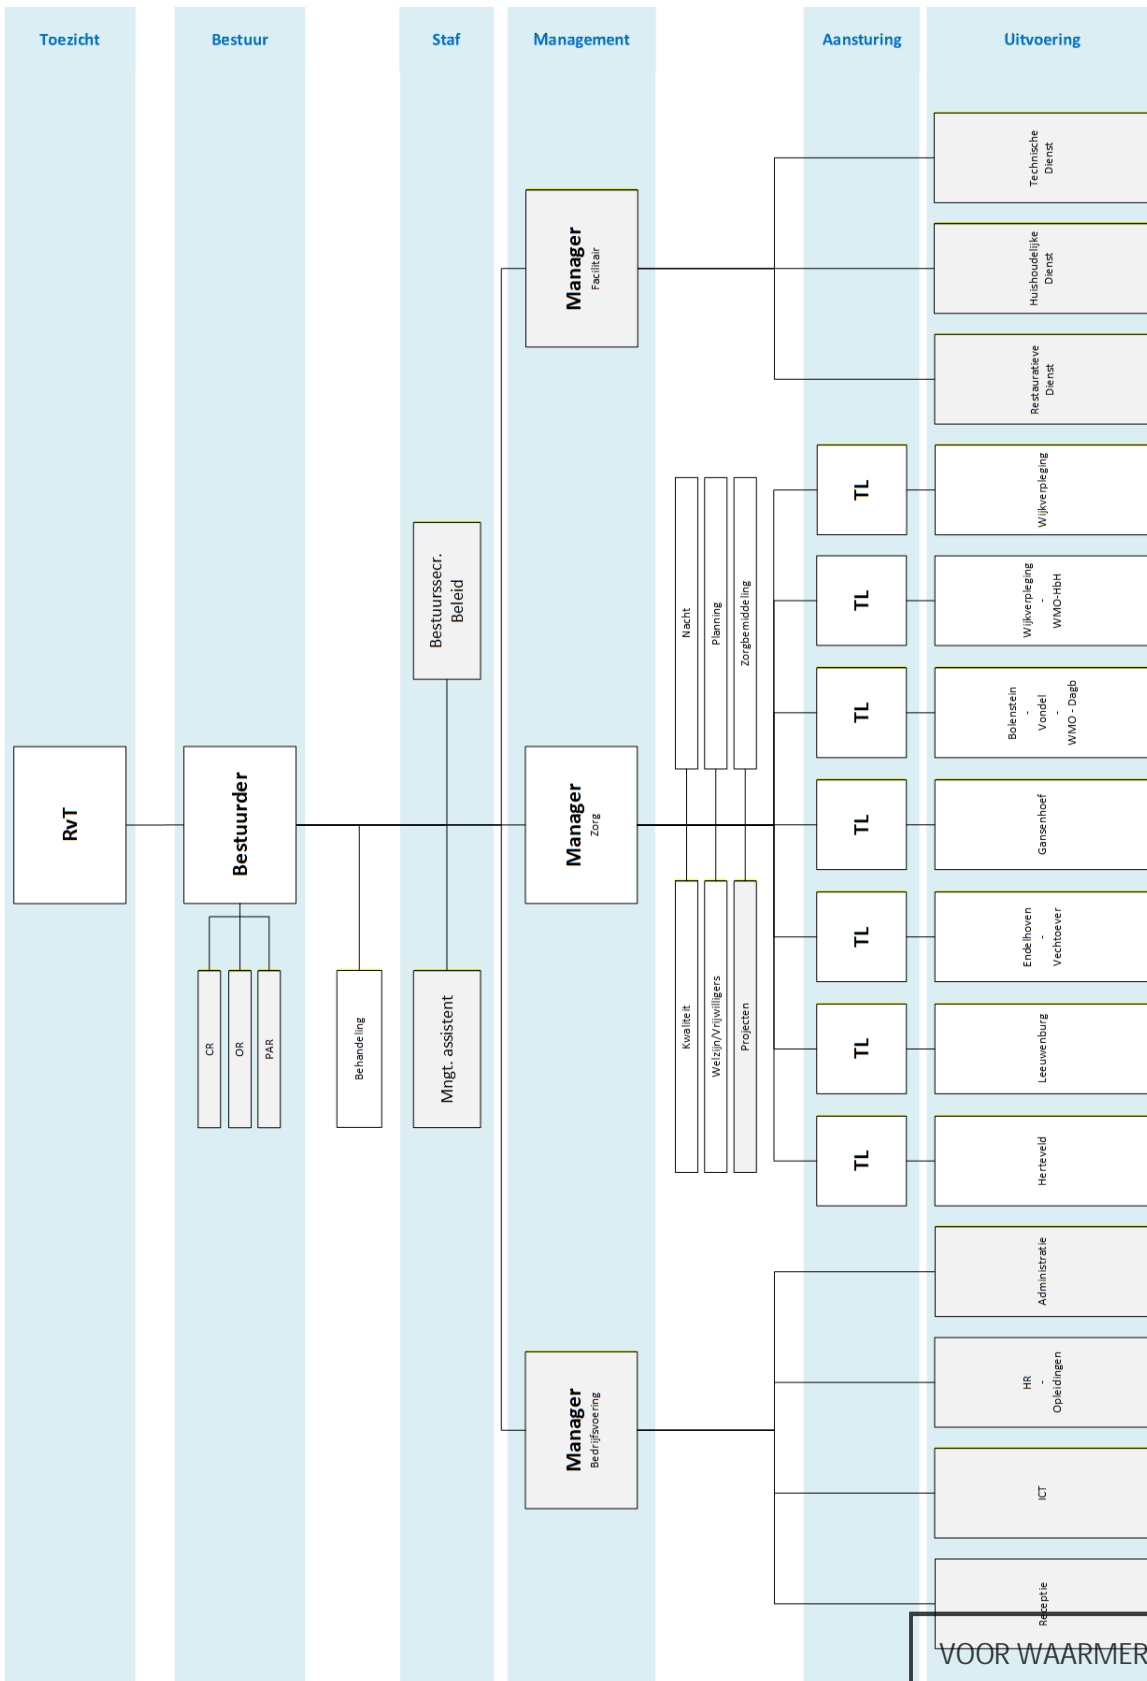 Toezicht
Bestuur
Staf
Management
Aansturing
Uitvoering
RvT
Bestuurder
CR
OR
PAR
Behandeling
Bestuurssecr.
Beleid
Mngt. assistent
Manager
Facilitair
Manager
Zorg
Manager
Bedrijfsvoering
Nacht
Planning
Zorgbemiddeling
Kwaliteit
Welzijn/Vrijwilligers
Projecten
TL
TL
TL
TL
TL
TL
TL
Technische
Dienst
Huishoudelijke
Dienst
Restauratieve
Dienst
Wijkverpleging
Wijkverpleging
-
WMO-HbH
Bolenstein
-
Vondel
-
WMO - Dagb
Gansenhoef
Endelhoven
-
Vechtoever
Leeuwenburg
Herteveld
Administratie
HR
-
Opleidingen
ICT
Receptie
VOOR WAARMER